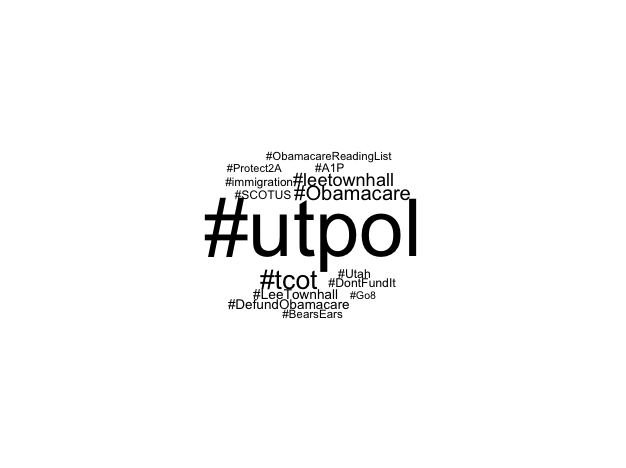 #ObamacareReadingList
#Protect2A #A1P
#immigration #leetownhall
#SCOTUS #Obamacare
#utpol
#tcot #Utah
#DontFundIt
#LeeTownhall #Go8
#DefundObamacare
#BearsEars